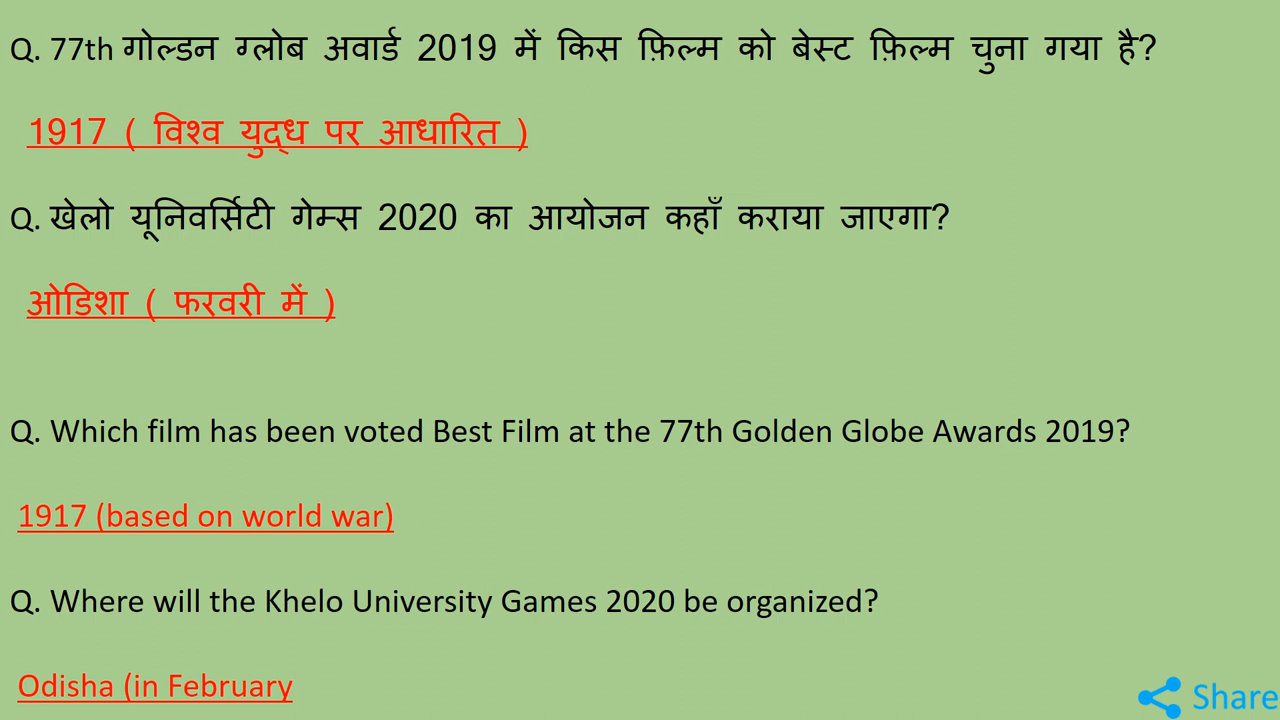 Q. 77th गोल्डन ग्लोब अवार्ड 2019 में किस फ़िल्म को बेस्ट फ़िल्म चुना गया है?
1917 ( विश्व युद्ध पर आधारित )
Q. खेलो यूनिवर्सिटी गेम्स 2020 का आयोजन कहाँ कराया जाएगा?
ओडिशा ( फरवरी में )
Q. Which film has been voted Best Film at the 77th Golden Globe Awards 2019?
1917 (based on world war)
Q. Where will the Khelo University Games 2020 be organized?
Odisha (in February
Share